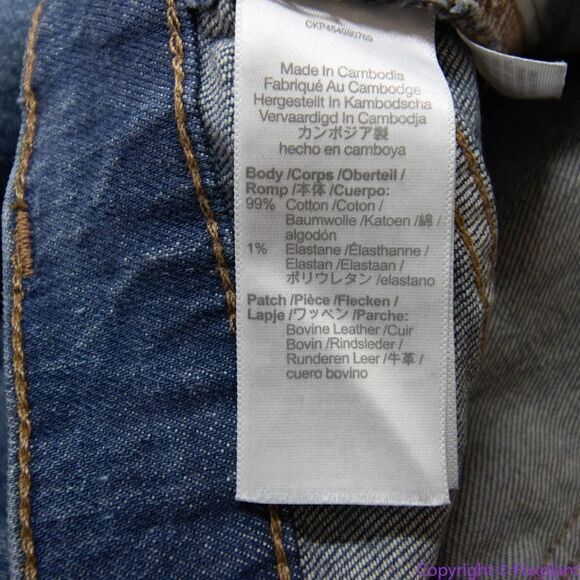 CKP454980769
Made In Cambodia
Fabriqué Au Cambodge
Hergestellt In Kambodscha
Vervaardigd In Cambodja
カンボジア製
hecho en camboya
Body /Corps /Oberteil /
Romp /本体 /Cuerpo:
99% Cotton /Coton /
Baumwolle /Katoen /綿 /
algodón
1% Elastane /Élasthanne /
Elastan /Elastaan /
ポリウレタン /elastano
Patch /Pièce /Flecken /
Lapje /ワッペン /Parche:
Bovine Leather /Cuir
Bovin /Rindsleder /
Runderen Leer /牛革 /
cuero bovino
Copyright © Foxglans